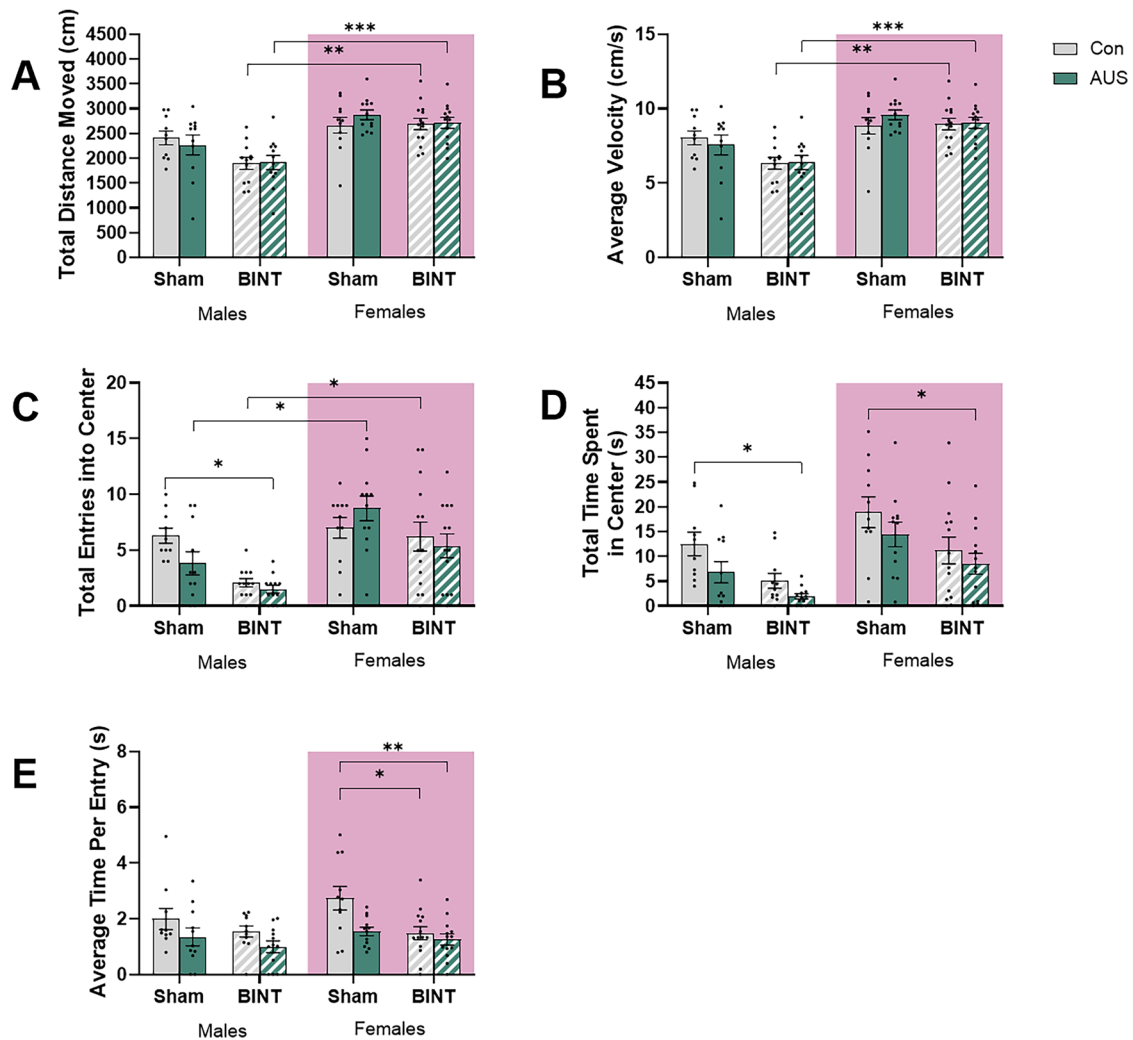 A
Total Distance Moved (cm)
4500
4000
3500
3000
2500
2000
1500
1000
500
0
***
**
Sham
BINT
Sham
BINT
Males
Females
B
Average Velocity (cm/s)
15
10
5
0
***
**
Sham
BINT
Sham
BINT
Males
Females
Con
AUS
C
Total Entries into Center
20
15
10
5
0
*
*
*
Sham
BINT
Sham
BINT
Males
Females
D
Total Time Spent
in Center (s)
45
40
35
30
25
20
15
10
5
0
*
*
Sham
BINT
Sham
BINT
Males
Females
E
Average Time Per Entry (s)
8
6
4
2
0
**
*
Sham
BINT
Sham
BINT
Males
Females